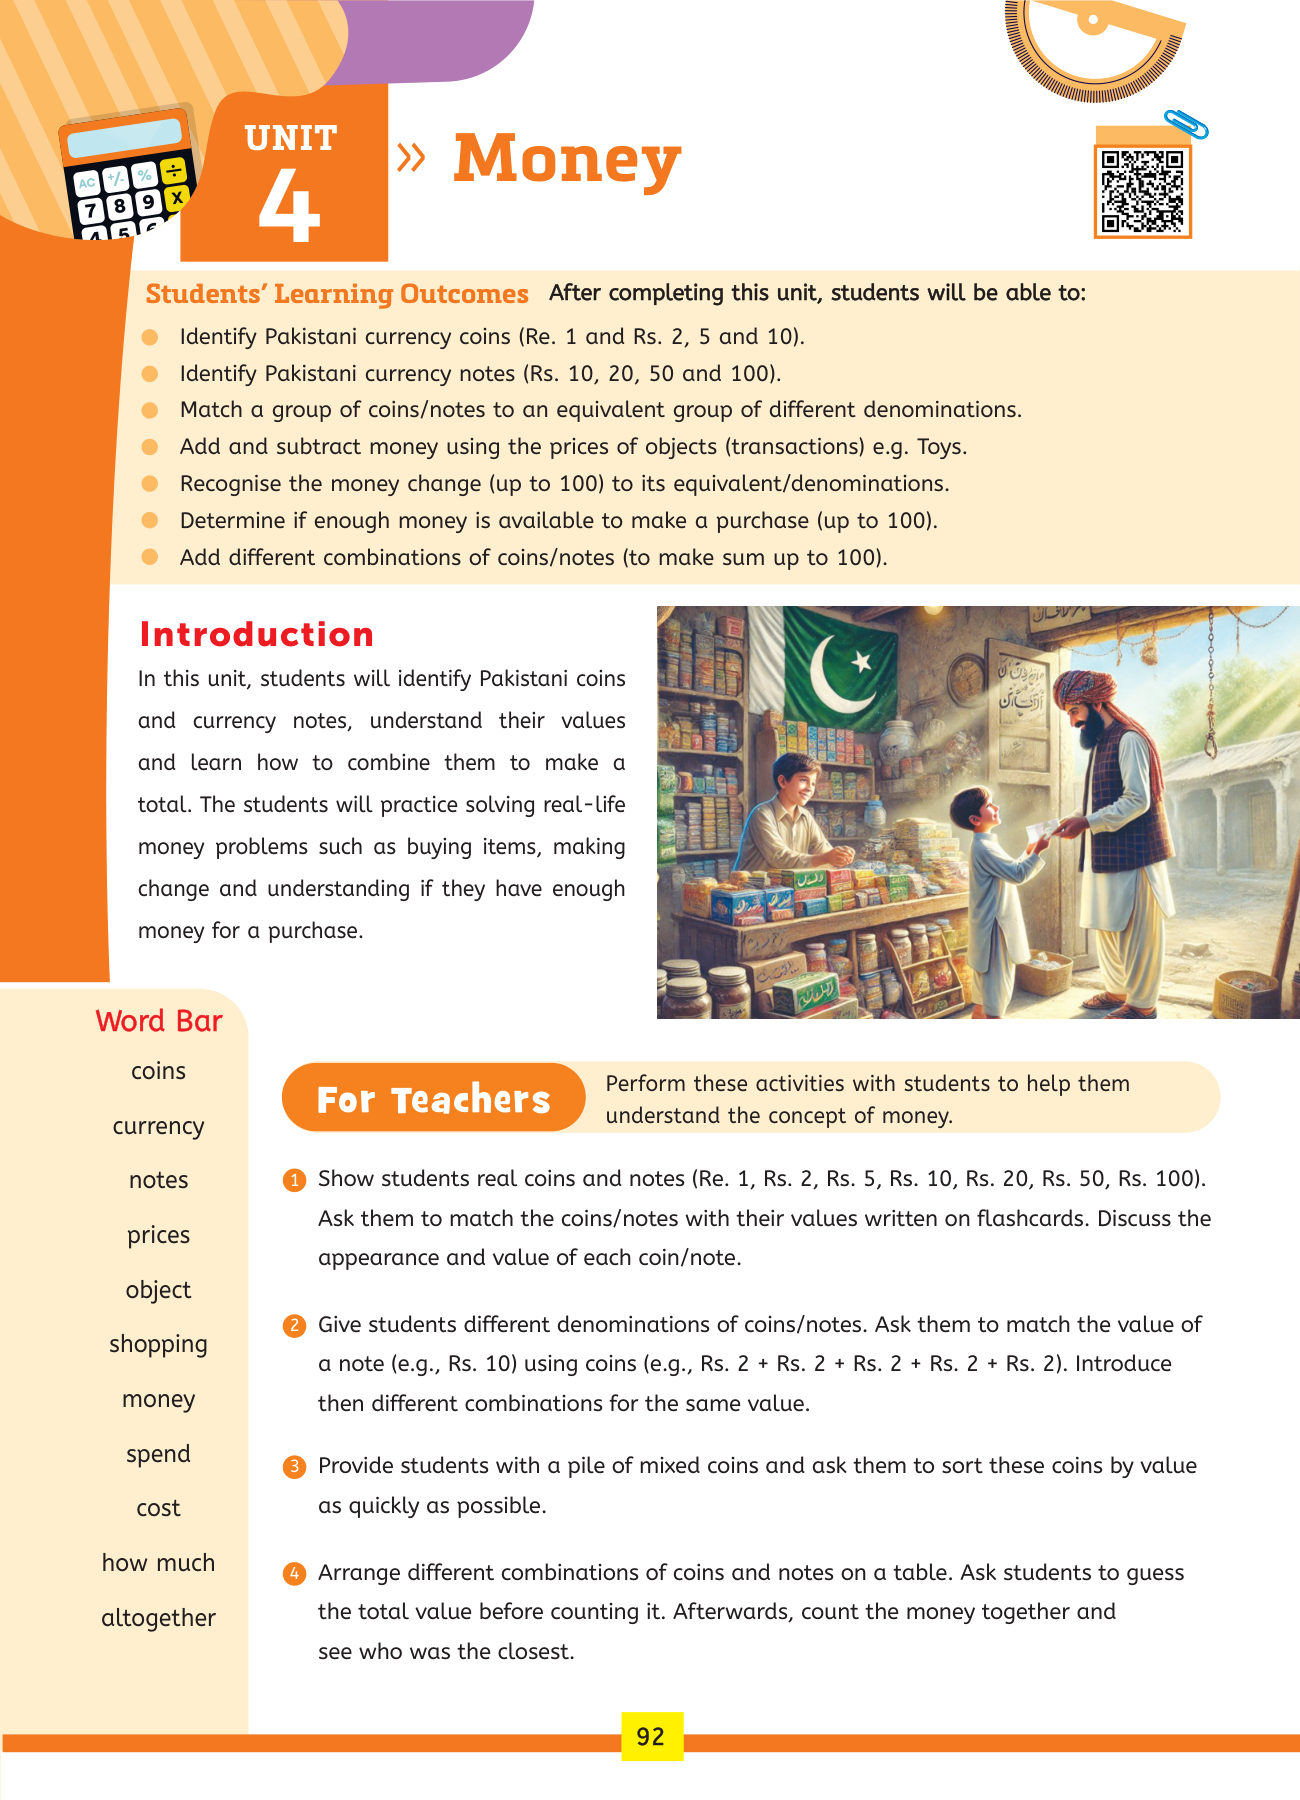 UNIT
4
Money
AC +/- % ÷
7 8 9 X
4 5 6
Students’ Learning Outcomes After completing this unit, students will be able to:
Identify Pakistani currency coins (Re. 1 and Rs. 2, 5 and 10).
Identify Pakistani currency notes (Rs. 10, 20, 50 and 100).
Match a group of coins/notes to an equivalent group of different denominations.
Add and subtract money using the prices of objects (transactions) e.g. Toys.
Recognise the money change (up to 100) to its equivalent/denominations.
Determine if enough money is available to make a purchase (up to 100).
Add different combinations of coins/notes (to make sum up to 100).
Introduction
In this unit, students will identify Pakistani coins
and currency notes, understand their values
and learn how to combine them to make a
total. The students will practice solving real-life
money problems such as buying items, making
change and understanding if they have enough
money for a purchase.
Word Bar
coins
currency
notes
prices
object
shopping
money
spend
cost
how much
altogether
For Teachers
Perform these activities with students to help them
understand the concept of money.
1 Show students real coins and notes (Re. 1, Rs. 2, Rs. 5, Rs. 10, Rs. 20, Rs. 50, Rs. 100).
Ask them to match the coins/notes with their values written on flashcards. Discuss the
appearance and value of each coin/note.
2 Give students different denominations of coins/notes. Ask them to match the value of
a note (e.g., Rs. 10) using coins (e.g., Rs. 2 + Rs. 2 + Rs. 2 + Rs. 2 + Rs. 2). Introduce
then different combinations for the same value.
3 Provide students with a pile of mixed coins and ask them to sort these coins by value
as quickly as possible.
4 Arrange different combinations of coins and notes on a table. Ask students to guess
the total value before counting it. Afterwards, count the money together and
see who was the closest.
92